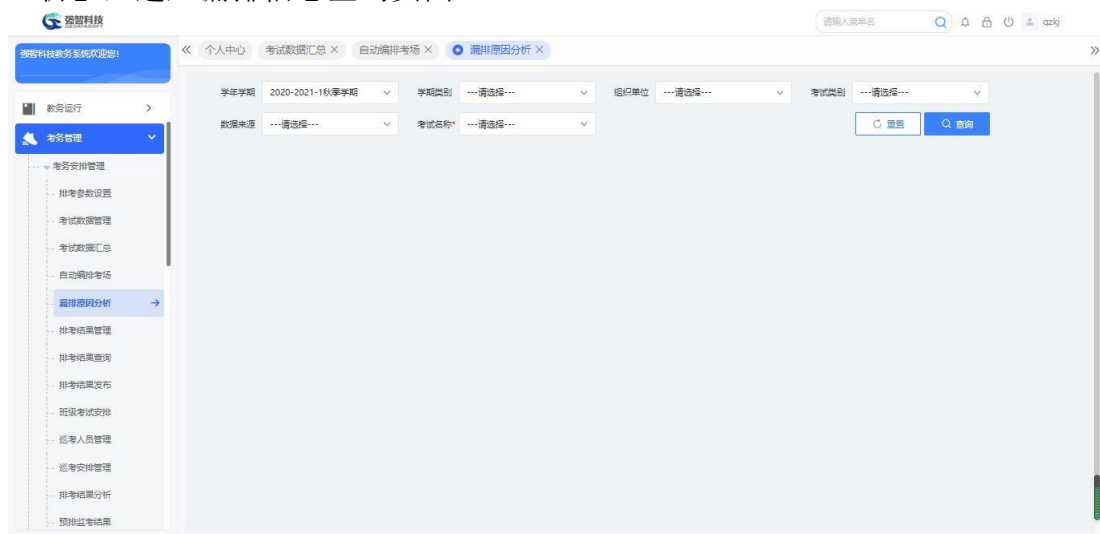 强智科技
请输入菜单名
qzkj
强智科技教务系统欢迎您!
个人中心 考试数据汇总 自动编排考场 漏排原因分析
教务运行
考务管理
考务安排管理
排考参数设置
考试数据管理
考试数据汇总
自动编排考场
漏排原因分析
排考结果管理
排考结果查询
排考结果发布
班级考试安排
巡考人员管理
巡考安排管理
排考结果分析
预排监考结果
学年学期 2020-2021-1秋季学期 学期类别 ---请选择--- 组织单位 ---请选择--- 考试类别 ---请选择---
数据来源 ---请选择--- 考试名称* ---请选择--- 重置 查询